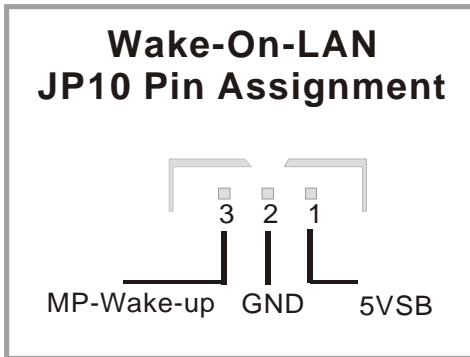 Wake-On-LAN
JP10 Pin Assignment
3 2 1
MP-Wake-up GND 5VSB